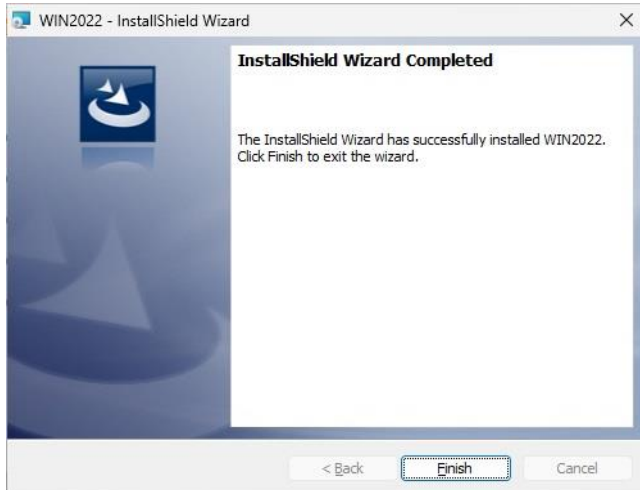 WIN2022 - InstallShield Wizard
InstallShield Wizard Completed
The InstallShield Wizard has successfully installed WIN2022.
Click Finish to exit the wizard.
< Back
Finish
Cancel